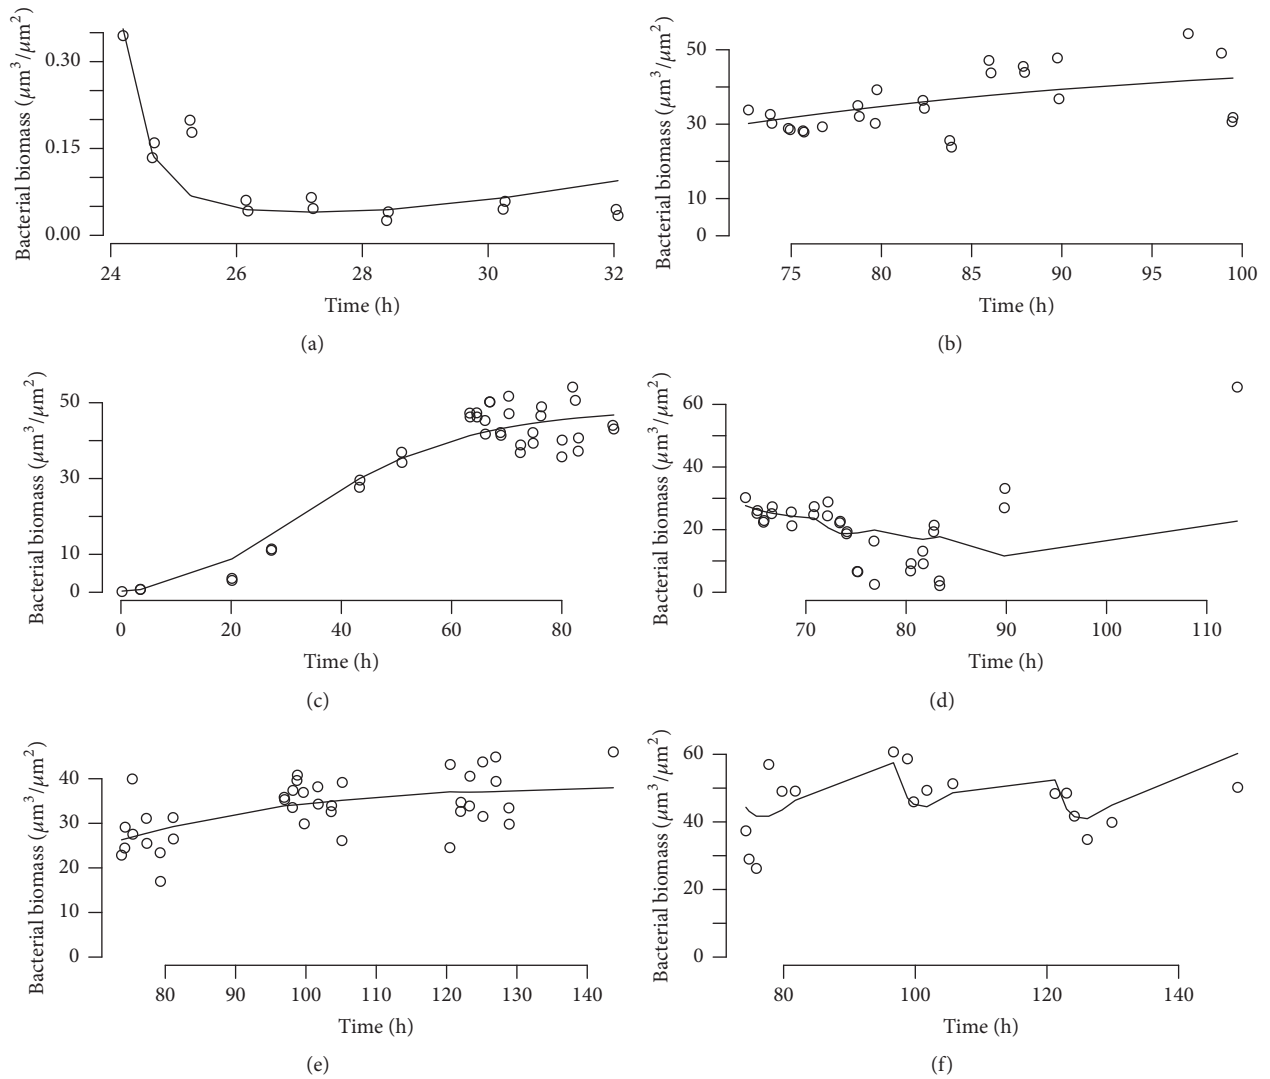 Bacterial biomass (μm³/μm²)
0.30
0.15
0.00
24 26 28 30 32
Time (h)
(a)
Bacterial biomass (μm³/μm²)
50
30
10
0
75 80 85 90 95 100
Time (h)
(b)
Bacterial biomass (μm³/μm2)
50
30
10
0
0 20 40 60 80
Time (h)
(c)
Bacterial biomass (μm³/μm²)
60
40
20
0
70 80 90 100 110
Time (h)
(d)
Bacterial biomass (μm³/μm²)
40
30
20
10
0
80 90 100 110 120 130 140
Time (h)
(e)
Bacterial biomass (μm³/μm²)
60
40
20
0
80 100 120 140
Time (h)
(f)